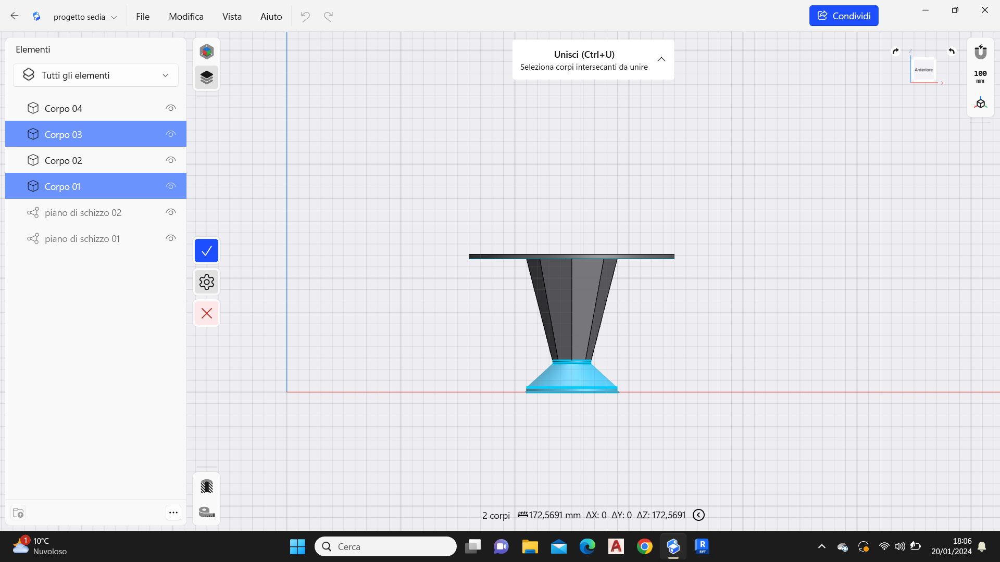 progetto sedia
File
Modifica
Vista
Aiuto
Condividi
Elementi
Tutti gli elementi
Corpo 04
Corpo 03
Corpo 02
Corpo 01
piano di schizzo 02
piano di schizzo 01
Unisci (Ctrl+U)
Seleziona corpi intersecanti da unire
Z
Anteriore
X
100
mm
2 corpi
cntr
172,5691 mm
ΔX: 0
ΔY: 0
ΔZ: 172,5691
1
10°C
Nuvoloso
Cerca
A
R
RVT
18:06
20/01/2024